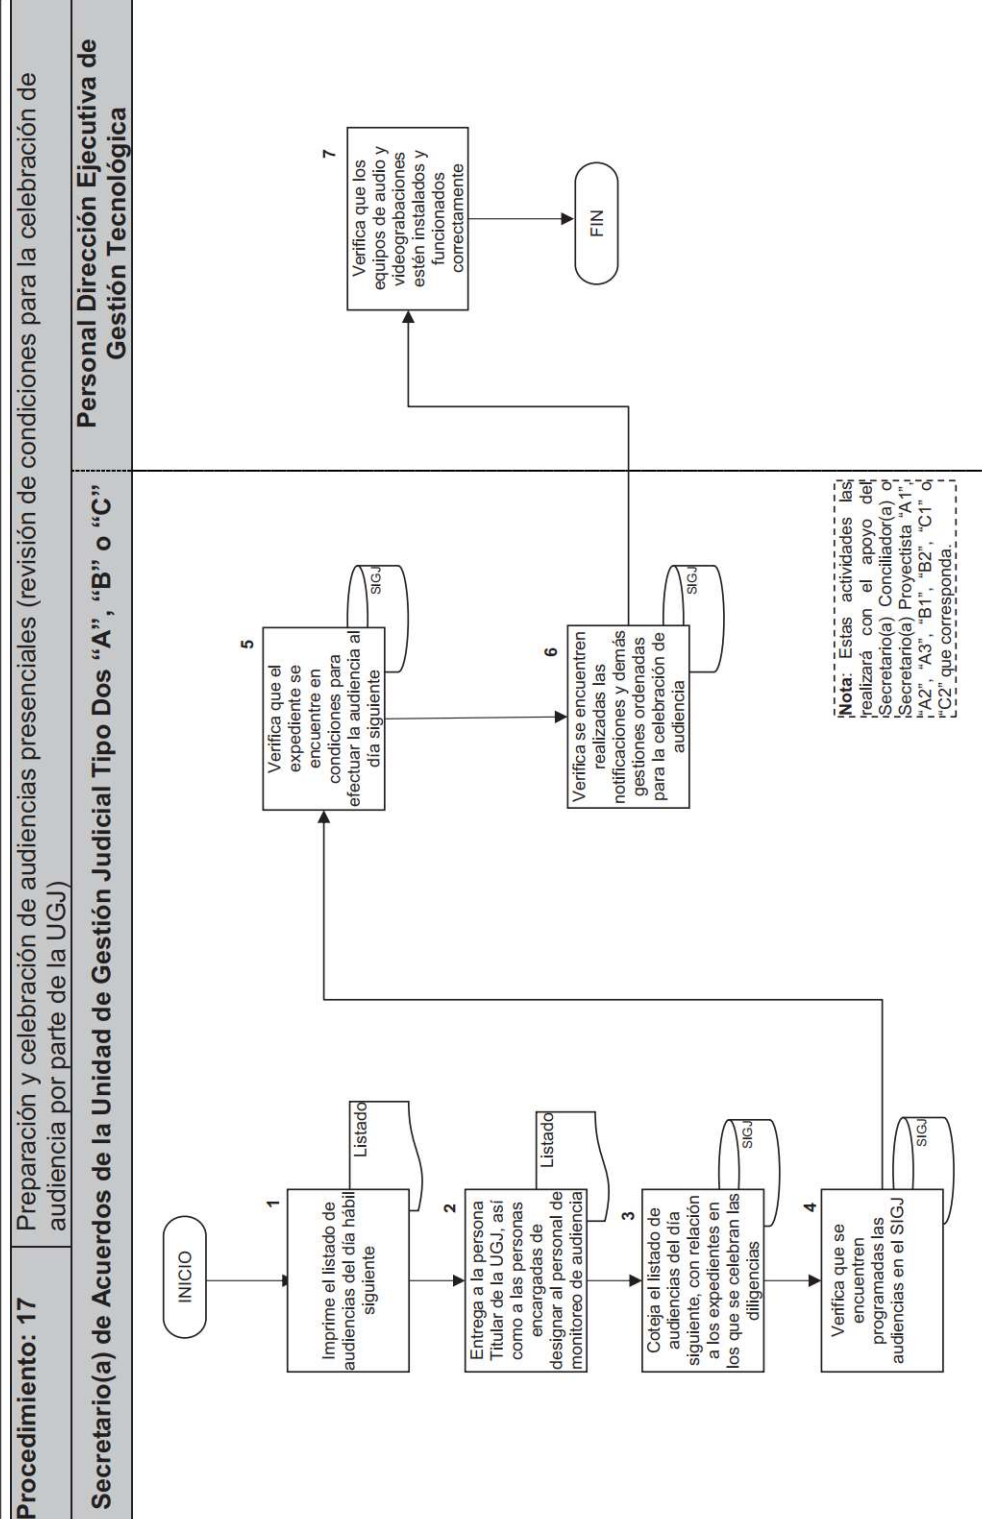 Procedimiento: 17
Preparación y celebración de audiencias presenciales (revisión de condiciones para la celebración de
audiencia por parte de la UGJ)
Secretario(a) de Acuerdos de la Unidad de Gestión Judicial Tipo Dos “A”, “B” o “C”
Personal Dirección Ejecutiva de
Gestión Tecnológica
INICIO
1
Imprime el listado de
audiencias del día hábil
siguiente
Listado
2
Entrega a la persona
Titular de la UGJ, así
como a las personas
encargadas de
designar al personal de
monitoreo de audiencia
Listado
3
Coteja el listado de
audiencias del día
siguiente, con relación
a los expedientes en
los que se celebran las
diligencias
SIGJ
4
Verifica que se
encuentren
programadas las
audiencias en el SIGJ
SIGJ
5
Verifica que el
expediente se
encuentre en
condiciones para
efectuar la audiencia al
día siguiente
SIGJ
6
Verifica se encuentren
realizadas las
notificaciones y demás
gestiones ordenadas
para la celebración de
audiencia
SIGJ
Nota: Estas actividades las
realizará con el apoyo del
Secretario(a) Conciliador(a) o
Secretario(a) Proyectista “A1”,
“A2”, “A3”, “B1”, “B2”, “C1” o
“C2” que corresponda.
7
Verifica que los
equipos de audio y
videograbaciones
estén instalados y
funcionados
correctamente
FIN